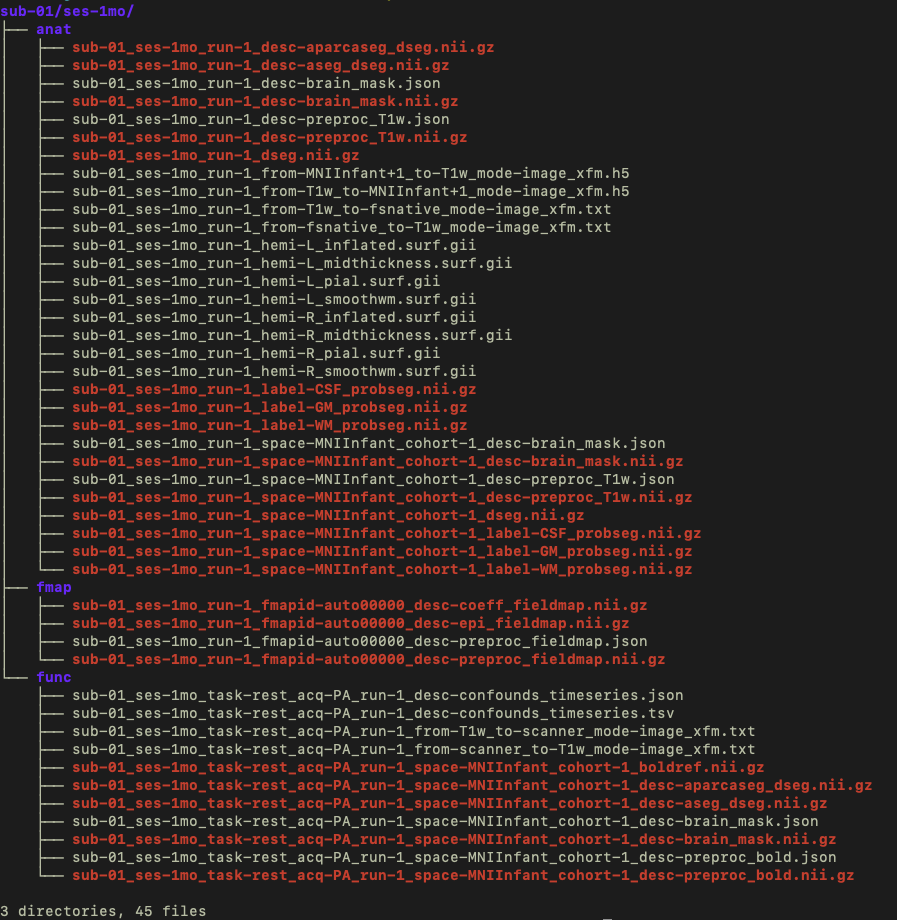 sub-01/ses-1mo/
├── anat
│   ├── sub-01_ses-1mo_run-1_desc-aparcaseg_dseg.nii.gz
│   ├── sub-01_ses-1mo_run-1_desc-aseg_dseg.nii.gz
│   ├── sub-01_ses-1mo_run-1_desc-brain_mask.json
│   ├── sub-01_ses-1mo_run-1_desc-brain_mask.nii.gz
│   ├── sub-01_ses-1mo_run-1_desc-preproc_T1w.json
│   ├── sub-01_ses-1mo_run-1_desc-preproc_T1w.nii.gz
│   ├── sub-01_ses-1mo_run-1_dseg.nii.gz
│   ├── sub-01_ses-1mo_run-1_from-MNIInfant+1_to-T1w_mode-image_xfm.h5
│   ├── sub-01_ses-1mo_run-1_from-T1w_to-MNIInfant+1_mode-image_xfm.h5
│   ├── sub-01_ses-1mo_run-1_from-T1w_to-fsnative_mode-image_xfm.txt
│   ├── sub-01_ses-1mo_run-1_from-fsnative_to-T1w_mode-image_xfm.txt
│   ├── sub-01_ses-1mo_run-1_hemi-L_inflated.surf.gii
│   ├── sub-01_ses-1mo_run-1_hemi-L_midthickness.surf.gii
│   ├── sub-01_ses-1mo_run-1_hemi-L_pial.surf.gii
│   ├── sub-01_ses-1mo_run-1_hemi-L_smoothwm.surf.gii
│   ├── sub-01_ses-1mo_run-1_hemi-R_inflated.surf.gii
│   ├── sub-01_ses-1mo_run-1_hemi-R_midthickness.surf.gii
│   ├── sub-01_ses-1mo_run-1_hemi-R_pial.surf.gii
│   ├── sub-01_ses-1mo_run-1_hemi-R_smoothwm.surf.gii
│   ├── sub-01_ses-1mo_run-1_label-CSF_probseg.nii.gz
│   ├── sub-01_ses-1mo_run-1_label-GM_probseg.nii.gz
│   ├── sub-01_ses-1mo_run-1_label-WM_probseg.nii.gz
│   ├── sub-01_ses-1mo_run-1_space-MNIInfant_cohort-1_desc-brain_mask.json
│   ├── sub-01_ses-1mo_run-1_space-MNIInfant_cohort-1_desc-brain_mask.nii.gz
│   ├── sub-01_ses-1mo_run-1_space-MNIInfant_cohort-1_desc-preproc_T1w.json
│   ├── sub-01_ses-1mo_run-1_space-MNIInfant_cohort-1_desc-preproc_T1w.nii.gz
│   ├── sub-01_ses-1mo_run-1_space-MNIInfant_cohort-1_dseg.nii.gz
│   ├── sub-01_ses-1mo_run-1_space-MNIInfant_cohort-1_label-CSF_probseg.nii.gz
│   ├── sub-01_ses-1mo_run-1_space-MNIInfant_cohort-1_label-GM_probseg.nii.gz
│   └── sub-01_ses-1mo_run-1_space-MNIInfant_cohort-1_label-WM_probseg.nii.gz
├── fmap
│   ├── sub-01_ses-1mo_run-1_fmapid-auto00000_desc-coeff_fieldmap.nii.gz
│   ├── sub-01_ses-1mo_run-1_fmapid-auto00000_desc-epi_fieldmap.nii.gz
│   ├── sub-01_ses-1mo_run-1_fmapid-auto00000_desc-preproc_fieldmap.json
│   └── sub-01_ses-1mo_run-1_fmapid-auto00000_desc-preproc_fieldmap.nii.gz
└── func
    ├── sub-01_ses-1mo_task-rest_acq-PA_run-1_desc-confounds_timeseries.json
    ├── sub-01_ses-1mo_task-rest_acq-PA_run-1_desc-confounds_timeseries.tsv
    ├── sub-01_ses-1mo_task-rest_acq-PA_run-1_from-T1w_to-scanner_mode-image_xfm.txt
    ├── sub-01_ses-1mo_task-rest_acq-PA_run-1_from-scanner_to-T1w_mode-image_xfm.txt
    ├── sub-01_ses-1mo_task-rest_acq-PA_run-1_space-MNIInfant_cohort-1_boldref.nii.gz
    ├── sub-01_ses-1mo_task-rest_acq-PA_run-1_space-MNIInfant_cohort-1_desc-aparcaseg_dseg.nii.gz
    ├── sub-01_ses-1mo_task-rest_acq-PA_run-1_space-MNIInfant_cohort-1_desc-aseg_dseg.nii.gz
    ├── sub-01_ses-1mo_task-rest_acq-PA_run-1_space-MNIInfant_cohort-1_desc-brain_mask.json
    ├── sub-01_ses-1mo_task-rest_acq-PA_run-1_space-MNIInfant_cohort-1_desc-brain_mask.nii.gz
    ├── sub-01_ses-1mo_task-rest_acq-PA_run-1_space-MNIInfant_cohort-1_desc-preproc_bold.json
    └── sub-01_ses-1mo_task-rest_acq-PA_run-1_space-MNIInfant_cohort-1_desc-preproc_bold.nii.gz
3 directories, 45 files